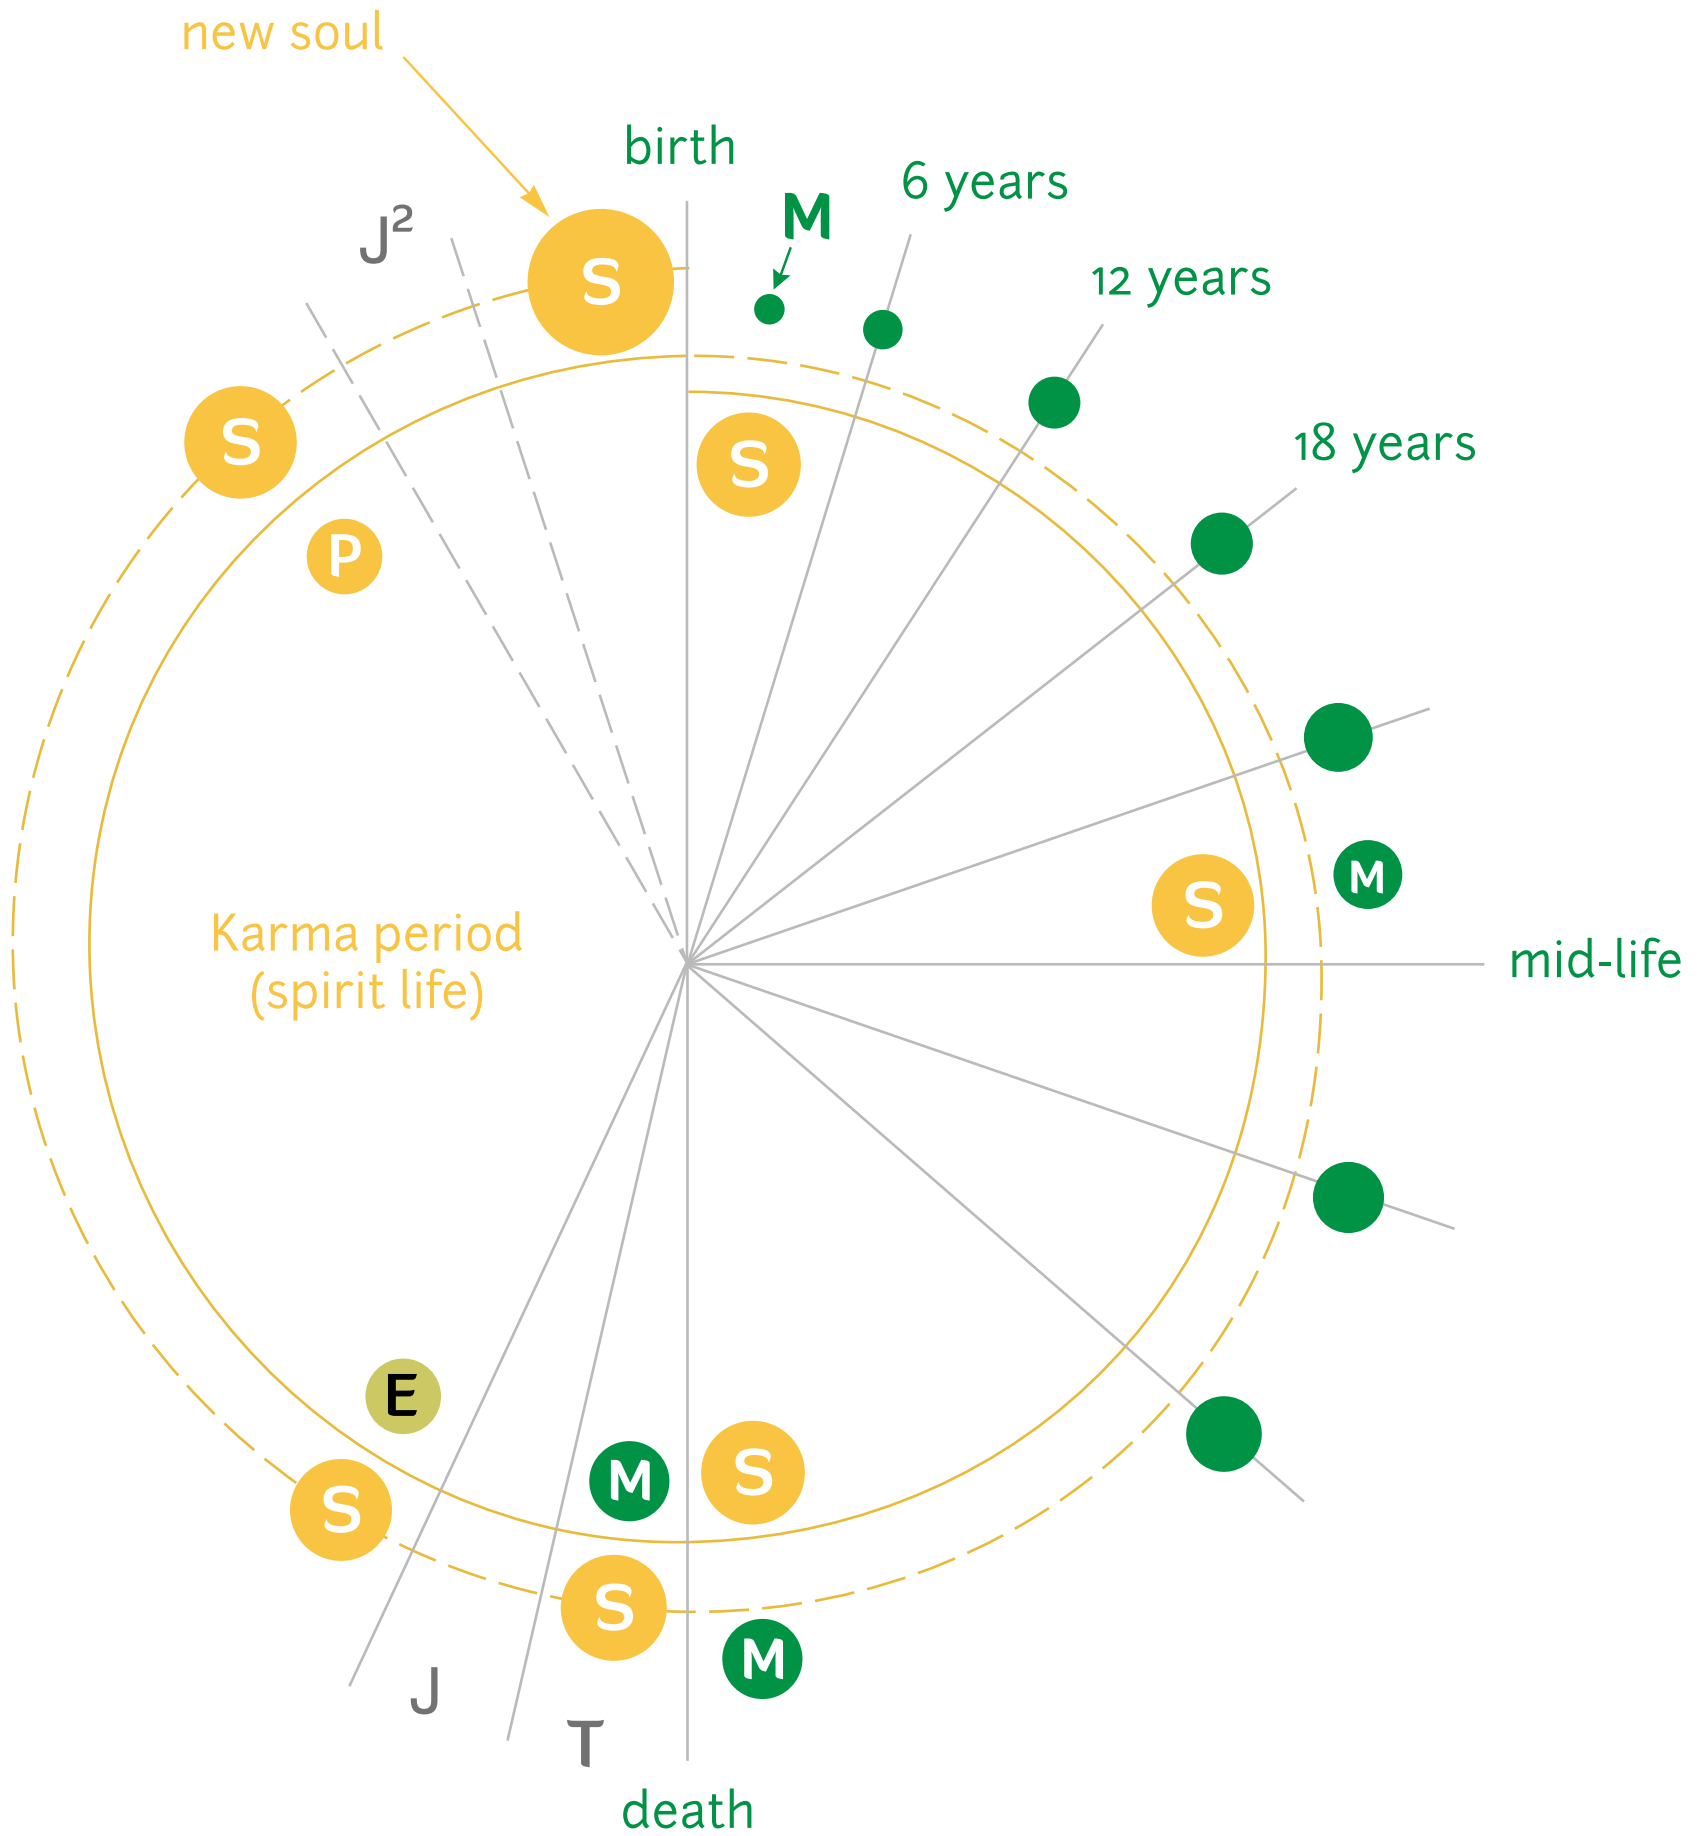 new soul
birth
M
6 years
J²
12 years
S
18 years
S
S
P
M
S
Karma period
(spirit life)
mid-life
E
M
S
S
S
M
J
T
death